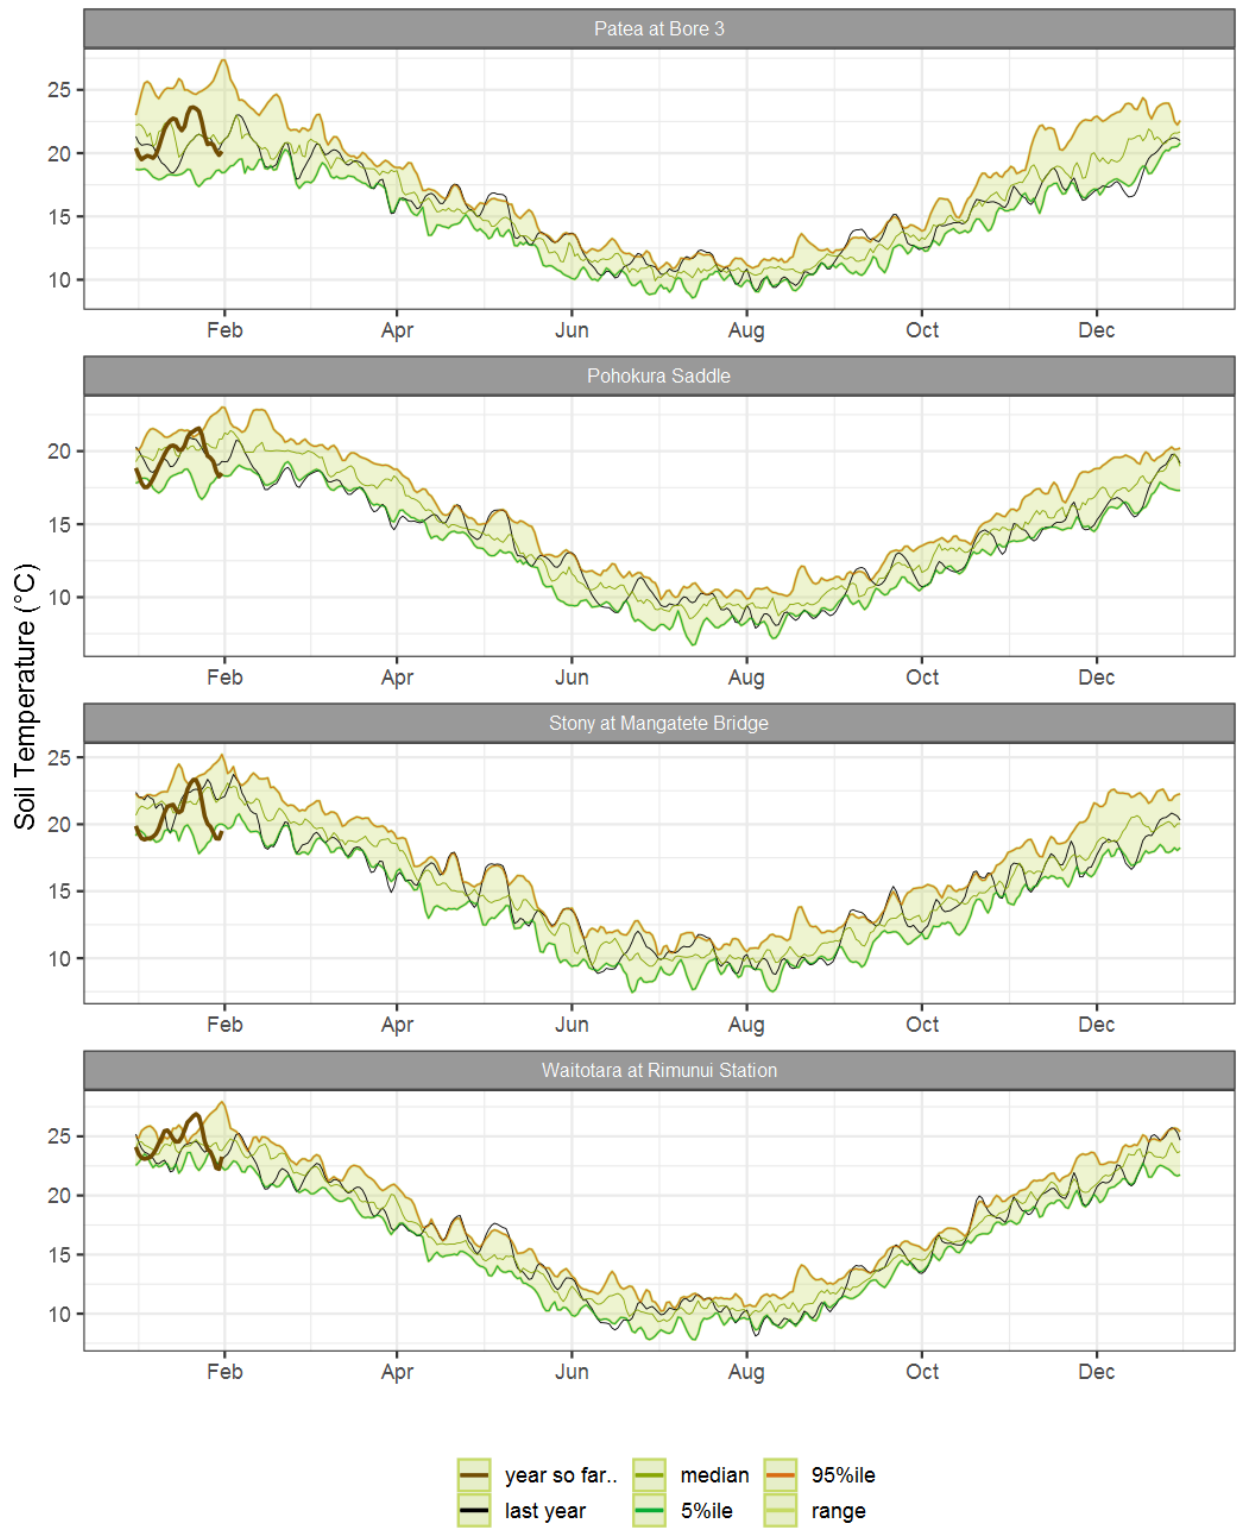 Patea at Bore 3
25
20
15
10
Feb Apr Jun Aug Oct Dec
Pohokura Saddle
20
15
10
Feb Apr Jun Aug Oct Dec
Soil Temperature (°C)
Stony at Mangatete Bridge
25
20
15
10
Feb Apr Jun Aug Oct Dec
Waitotara at Rimunui Station
25
20
15
10
Feb Apr Jun Aug Oct Dec
year so far.. median 95%ile
last year 5%ile range